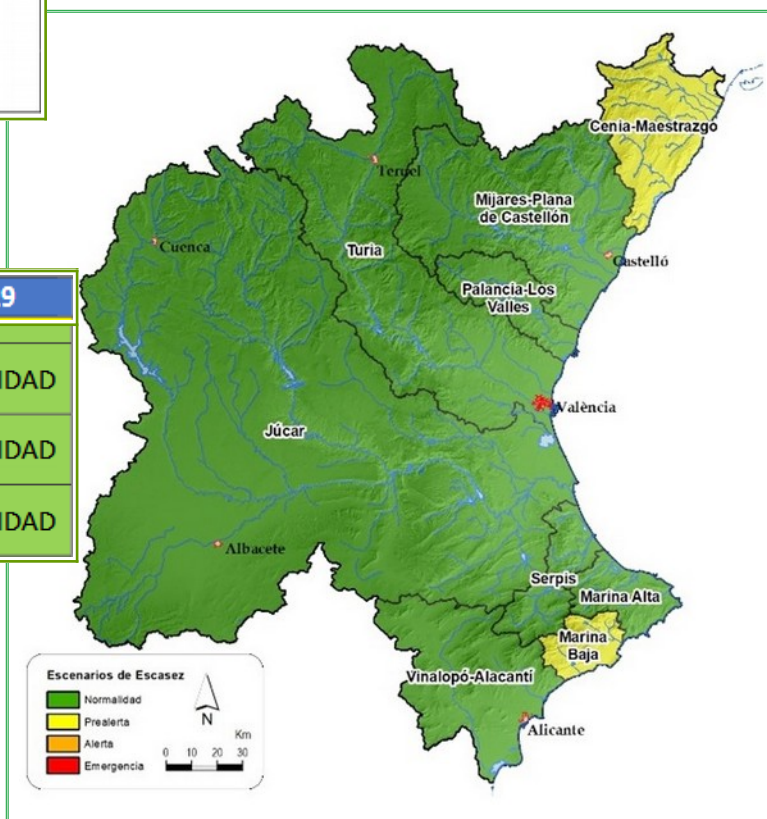 9
IDAD
IDAD
IDAD
Cenia-Maestrazgo
Teruel
Mijares-Plana
de Castellón
Cuenca
Turia
Castelló
Palancia-Los
Valles
València
Júcar
Albacete
Serpis
Marina Alta
Marina
Baja
Vinalopó-Alacantí
Alicante
Escenarios de Escasez
Normalidad
Prealerta
Alerta
Emergencia
N
Km
0 10 20 30